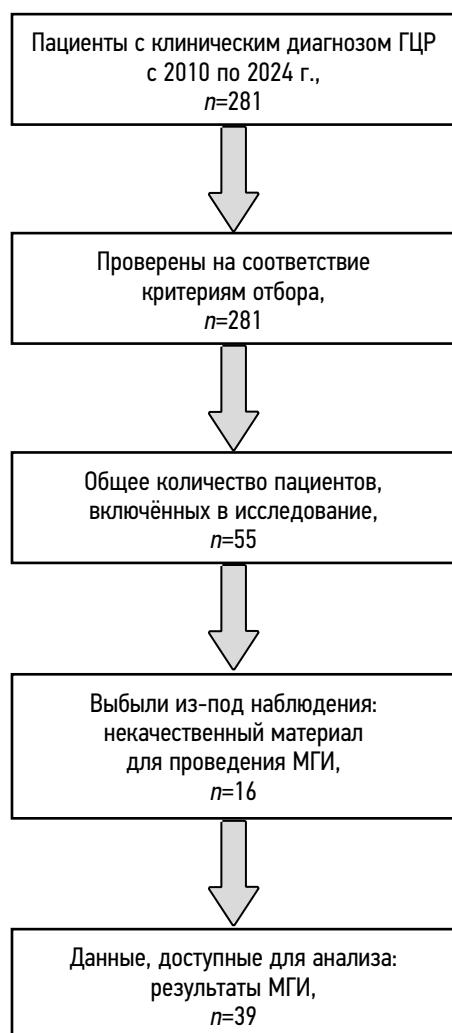 Пациенты с клиническим диагнозом ГЦР
с 2010 по 2024 г.,
n=281
Проверены на соответствие
критериям отбора,
n=281
Общее количество пациентов,
включённых в исследование,
n=55
Выбыли из-под наблюдения:
некачественный материал
для проведения МГИ,
n=16
Данные, доступные для анализа:
результаты МГИ,
n=39